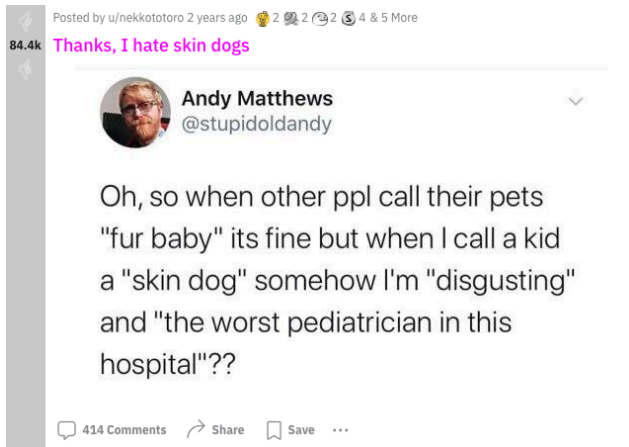 Posted by u/nekkototoro 2 years ago 2 2 2 S 4 & 5 More
84.4k Thanks, I hate skin dogs
Andy Matthews
@stupidoldandy
Oh, so when other ppl call their pets
"fur baby" its fine but when I call a kid
a "skin dog" somehow I'm "disgusting"
and "the worst pediatrician in this
hospital"??
414 Comments Share Save ...